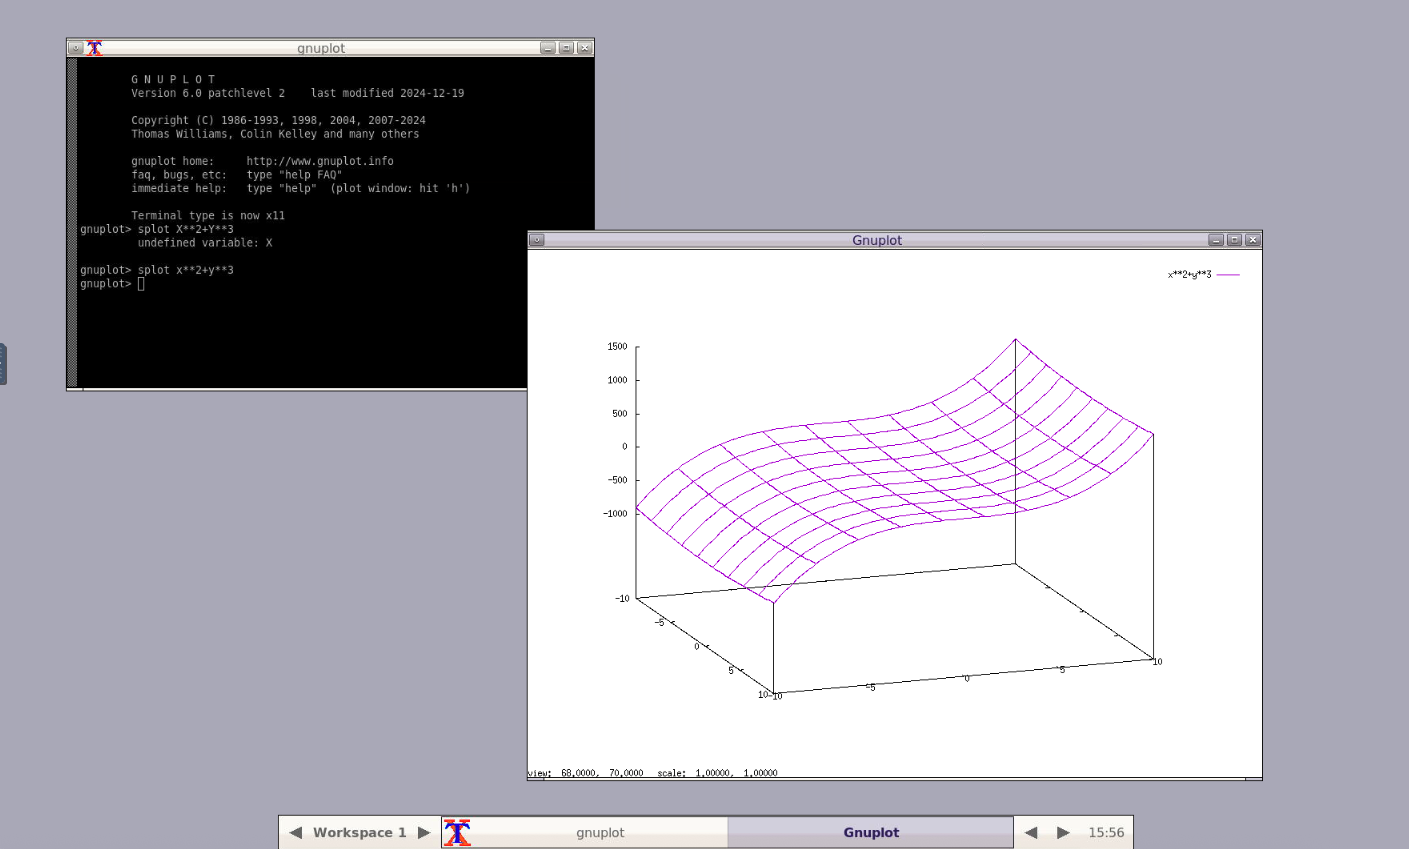 gnuplot
G N U P L O T
Version 6.0 patchlevel 2    last modified 2024-12-19
Copyright (C) 1986-1993, 1998, 2004, 2007-2024
Thomas Williams, Colin Kelley and many others
gnuplot home:     http://www.gnuplot.info
faq, bugs, etc:   type "help FAQ"
immediate help:   type "help"  (plot window: hit 'h')
Terminal type is now x11
gnuplot> splot X**2+Y**3
undefined variable: X
gnuplot> splot x**2+y**3
gnuplot>
Gnuplot
x**2+y**3
1500
1000
500
0
-500
-1000
-10
-5
0
5
10
-10
-5
0
5
10
view:  68.0000,  70.0000   scale:  1.00000,  1.00000
Workspace 1
gnuplot
Gnuplot
15:56